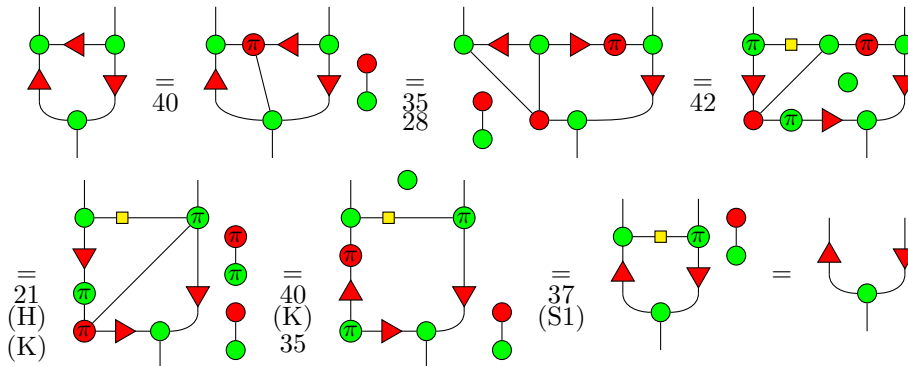 π
=
40
=
35
28
π
=
42
π
π
π
=
21
(H)
(K)
π
π
π
π
π
=
40
(K)
35
π
π
π
=
37
(S1)
π
=